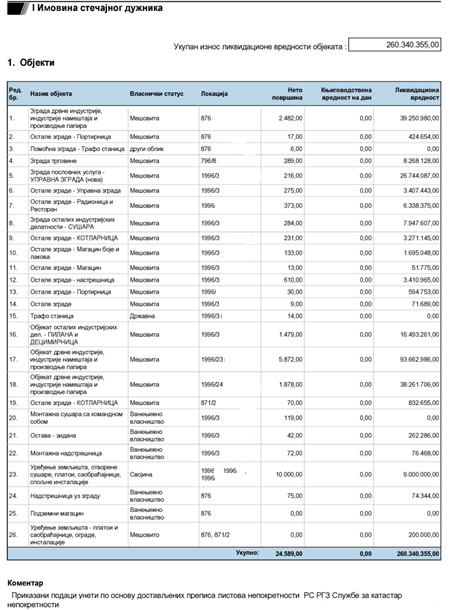 I Имовина стечајног дужника
Укупан износ ликвидационе вредности објеката : 260.340.355,00
1. Објекти
Ред. бр. Назив објекта Власнички статус Локација Нето површина Књиговодствена вредност на дан Ликвидациона вредност
1. Зграда дрвне индустрије, индустрије намештаја и производње папира Мешовита 876 2.482,00 0,00 39.250.980,00
2. Остале зграде - Портирница Мешовита 876 17,00 0,00 424.654,00
3. Помоћна зграда - Трафо станица други облик 876 6,00 0,00 0,00
4. Зграда трговине Мешовита 796/8 289,00 0,00 8.268.128,00
5. Зграда пословних услуга - УПРАВНА ЗГРАДА (нова) Мешовита 1996/3 216,00 0,00 26.744.087,00
6. Остале зграде - Управна зграда Мешовита 1996/3 275,00 0,00 3.407.443,00
7. Остале зграде - Радионица и Ресторан Мешовита 1996 373,00 0,00 6.338.375,00
8. Зграда осталих индустријских делатности - СУШАРА Мешовита 1996/3 284,00 0,00 7.947.607,00
9. Остале зграде - КОТЛАРНИЦА Мешовита 1996/3 231,00 0,00 3.271.145,00
10. Остале зграде - Магацин боје и лакова Мешовита 1996/3 133,00 0,00 1.695.048,00
11. Остале зграде - Магацин Мешовита 1996/3 13,00 0,00 51.775,00
12. Остале зграде - настрешница Мешовита 1996/3 610,00 0,00 3.410.965,00
13. Остале зграде - Портирница Мешовита 1996/ 30,00 0,00 594.753,00
14. Остале зграде Мешовита 1996/3 9,00 0,00 71.689,00
15. Трафо станица Државна 1996/3 14,00 0,00 0,00
16. Објекат осталих индустријских дел. - ПИЛАНА и ДЕЦИМИРНИЦА Мешовита 1996/3 1.479,00 0,00 16.493.261,00
17. Објекат дрвне индустрије, индустрије намештаја и производње папира Мешовита 1996/23 5.872,00 0,00 93.662.986,00
18. Објекат дрвне индустрије, индустрије намештаја и производње папира Мешовита 1996/24 1.878,00 0,00 38.261.706,00
19. Остале зграде - КОТЛАРНИЦА Мешовита 871/2 70,00 0,00 832.655,00
20. Монтажна сушара са командном собом Ванкњижно власништво 1996/3 119,00 0,00 0,00
21. Остава - зидана Ванкњижно власништво 1996/3 42,00 0,00 262.286,00
22. Монтажна надстрешница Ванкњижно власништво 1996/3 72,00 0,00 76.468,00
23. Уређење земљишта, отворене сушаре, платои, саобраћајнице, спољне инсталације Својина 1996 1996 1996 10.000,00 0,00 9.000.000,00
24. Надстрешница уз зграду Ванкњижно власништво 876 75,00 0,00 74.344,00
25. Подземни магацин Ванкњижно власништво 876 0,00 0,00 0,00
26. Уређење земљишта - платои и саобраћајнице, ограде, инсталације Мешовито 876, 871/2 0,00 0,00 200.000,00
Укупно: 24.589,00 0,00 260.340.355,00
Коментар
Приказани подаци унети по основу достављених преписа листова непокретности РС РГЗ Службе за катастар
непокретности